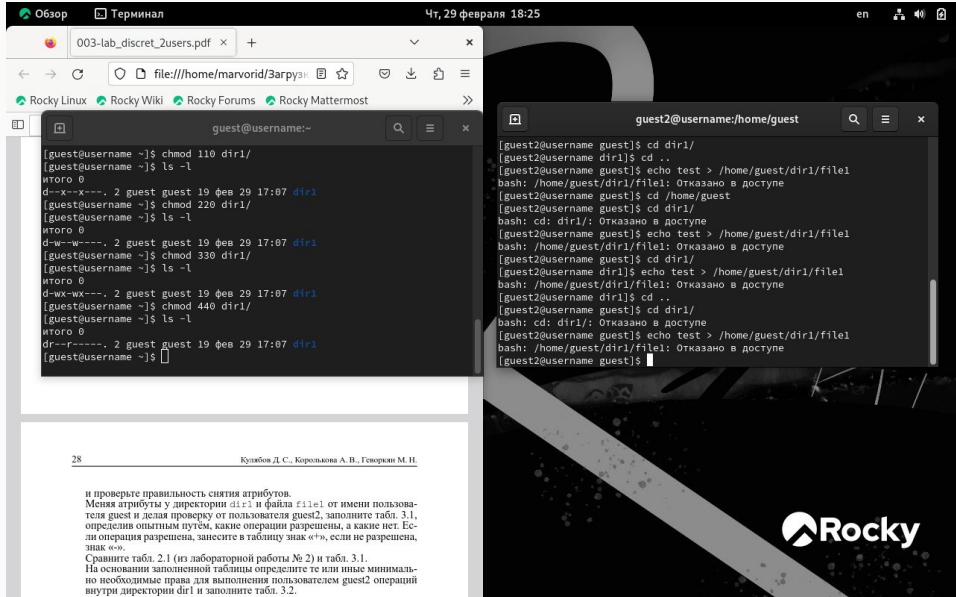 Обзор Терминал Чт, 29 февраля 18:25 en
003-lab_discret_2users.pdf × + ×
file:///home/marvorid/Загруз
Rocky Linux Rocky Wiki Rocky Forums Rocky Mattermost »
guest@username:~
[guest@username ~]$ chmod 110 dir1/
[guest@username ~]$ ls -l
итого 0
d--x--x---. 2 guest guest 19 фев 29 17:07 dir1
[guest@username ~]$ chmod 220 dir1/
[guest@username ~]$ ls -l
итого 0
d-w--w----. 2 guest guest 19 фев 29 17:07 dir1
[guest@username ~]$ chmod 330 dir1/
[guest@username ~]$ ls -l
итого 0
d-wx-wx---. 2 guest guest 19 фев 29 17:07 dir1
[guest@username ~]$ chmod 440 dir1/
[guest@username ~]$ ls -l
итого 0
dr--r-----. 2 guest guest 19 фев 29 17:07 dir1
[guest@username ~]$
guest2@username:/home/guest
[guest2@username guest]$ cd dir1/
[guest2@username dir1]$ cd ..
[guest2@username guest]$ echo test > /home/guest/dir1/file1
bash: /home/guest/dir1/file1: Отказано в доступе
[guest2@username guest]$ cd /home/guest
[guest2@username guest]$ cd dir1/
bash: cd: dir1/: Отказано в доступе
[guest2@username guest]$ echo test > /home/guest/dir1/file1
bash: /home/guest/dir1/file1: Отказано в доступе
[guest2@username guest]$ cd dir1/
[guest2@username dir1]$ echo test > /home/guest/dir1/file1
bash: /home/guest/dir1/file1: Отказано в доступе
[guest2@username dir1]$ cd ..
[guest2@username guest]$ cd dir1/
bash: cd: dir1/: Отказано в доступе
[guest2@username guest]$ echo test > /home/guest/dir1/file1
bash: /home/guest/dir1/file1: Отказано в доступе
[guest2@username guest]$
28 Кулябов Д. С., Королькова А. В., Геворкян М. Н.
и проверьте правильность снятия атрибутов.
Меняя атрибуты у директории dir1 и файла file1 от имени пользова-
теля guest и делая проверку от пользователя guest2, заполните табл. 3.1,
определив опытным путём, какие операции разрешены, а какие нет. Ес-
ли операция разрешена, занесите в таблицу знак «+», если не разрешена,
знак «-».
Сравните табл. 2.1 (из лабораторной работы № 2) и табл. 3.1.
На основании заполненной таблицы определите те или иные минималь-
но необходимые права для выполнения пользователем guest2 операций
внутри директории dir1 и заполните табл. 3.2.
Rocky